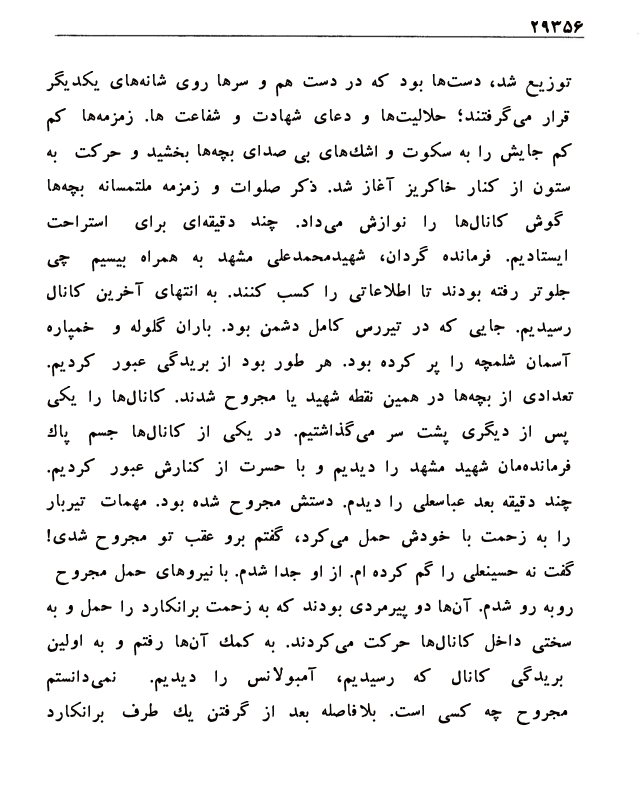 ۲۹۳۵۶
توزیع شد، دست‌ها بود که در دست هم و سرها روی شانه‌های یکدیگر
قرار می‌گرفتند؛ حلالیت‌ها و دعای شهادت و شفاعت ها. زمزمه‌ها کم
کم جایش را به سکوت و اشك‌های بی صدای بچه‌ها بخشید و حرکت به
ستون از کنار خاکریز آغاز شد. ذکر صلوات و زمزمه ملتمسانه بچه‌ها
گوش کانال‌ها را نوازش می‌داد. چند دقیقه‌ای برای استراحت
ایستادیم. فرمانده گردان، شهیدمحمدعلی مشهد به همراه بیسیم چی
جلوتر رفته بودند تا اطلاعاتی را کسب کنند. به انتهای آخرین کانال
رسیدیم. جایی که در تیررس کامل دشمن بود. باران گلوله و خمپاره
آسمان شلمچه را پر کرده بود. هر طور بود از بریدگی عبور کردیم.
تعدادی از بچه‌ها در همین نقطه شهید یا مجروح شدند. کانال‌ها را یکی
پس از دیگری پشت سر می‌گذاشتیم. در یکی از کانال‌ها جسم پاك
فرمانده‌مان شهید مشهد را دیدیم و با حسرت از کنارش عبور کردیم.
چند دقیقه بعد عباسعلی را دیدم. دستش مجروح شده بود. مهمات تیربار
را به زحمت با خودش حمل می‌کرد، گفتم برو عقب تو مجروح شدی!
گفت نه حسینعلی را گم کرده ام. از او جدا شدم. با نیروهای حمل مجروح
روبه رو شدم. آن‌ها دو پیرمردی بودند که به زحمت برانکارد را حمل و به
سختی داخل کانال‌ها حرکت می‌کردند. به کمك آن‌ها رفتم و به اولین
بریدگی کانال که رسیدیم، آمبولانس را دیدیم. نمی‌دانستم
مجروح چه کسی است. بلافاصله بعد از گرفتن یك طرف برانکارد